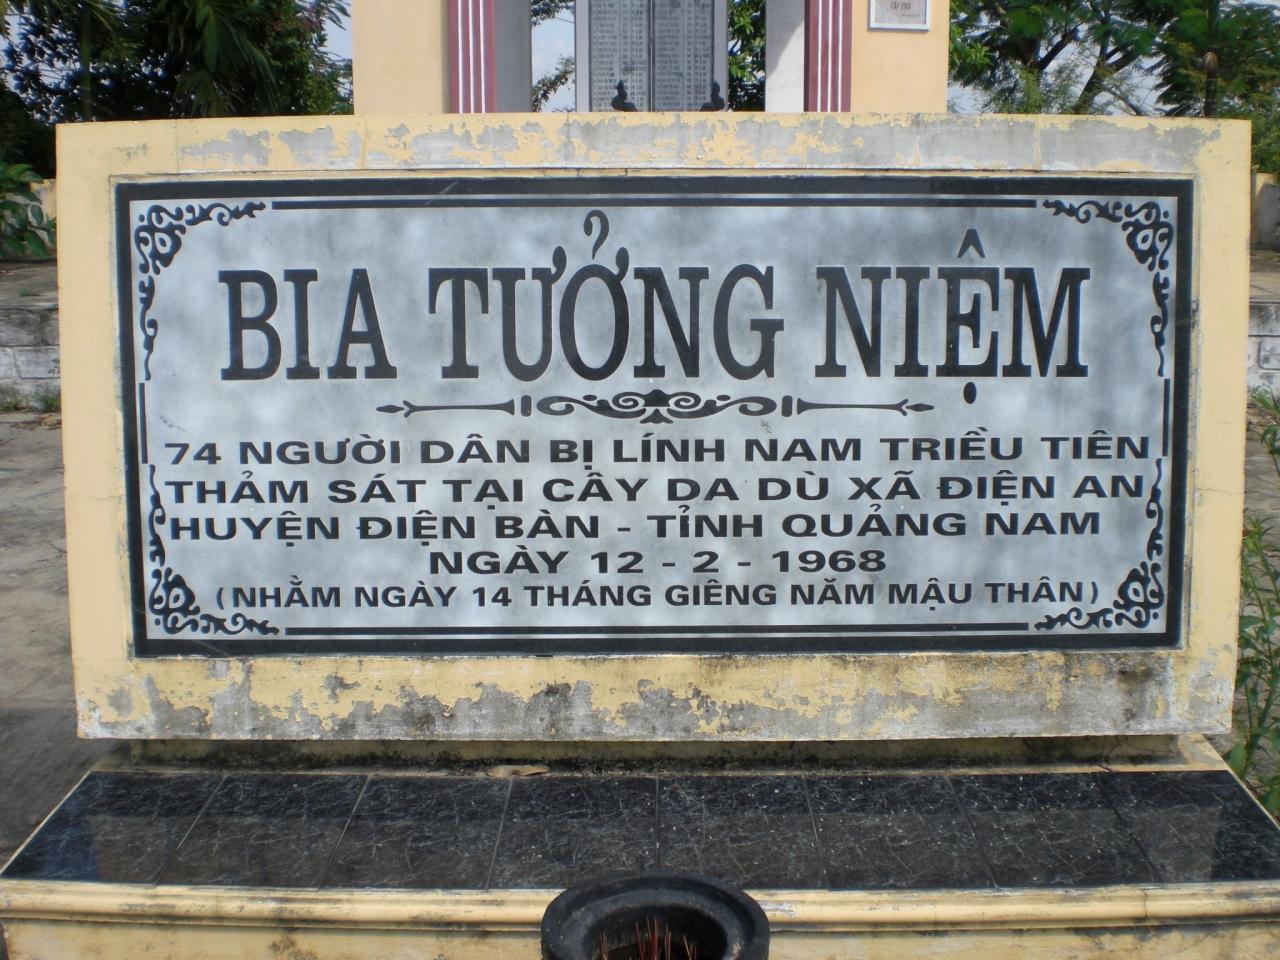 BIA TƯỞNG NIỆM
74 NGƯỜI DÂN BỊ LÍNH NAM TRIỀU TIÊN
THẢM SÁT TẠI CÂY DA DÙ XÃ ĐIỆN AN
HUYỆN ĐIỆN BÀN - TỈNH QUẢNG NAM
NGÀY 12 - 2 - 1968
(NHẰM NGÀY 14 THÁNG GIÊNG NĂM MẬU THÂN)